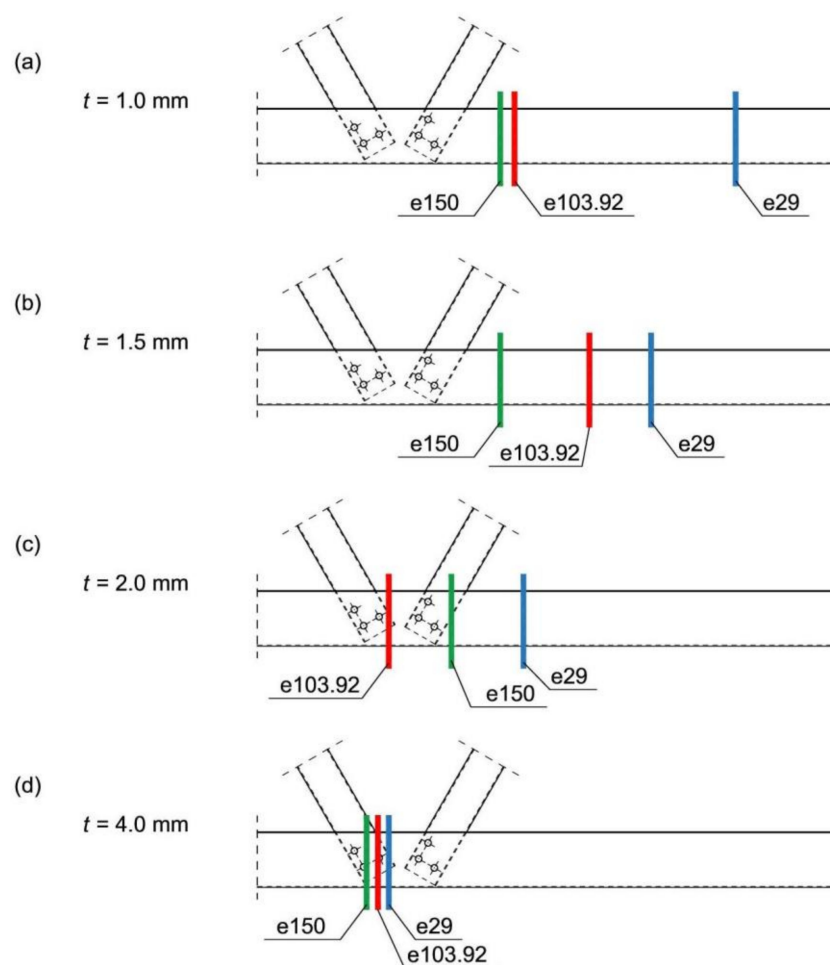 (a)
t = 1.0 mm
e150
e103.92
e29
(b)
t = 1.5 mm
e150
e103.92
e29
(c)
t = 2.0 mm
e103.92
e150
e29
(d)
t = 4.0 mm
e150
e29
e103.92